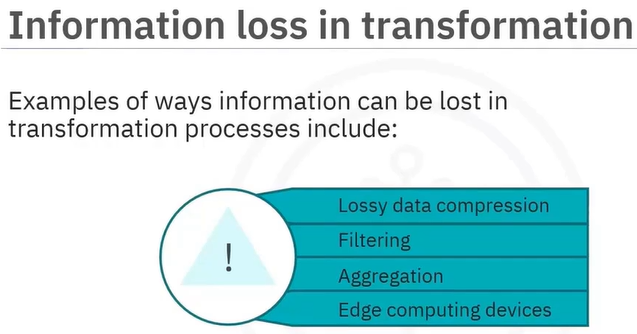 Information loss in transformation
Examples of ways information can be lost in
transformation processes include:
!
Lossy data compression
Filtering
Aggregation
Edge computing devices